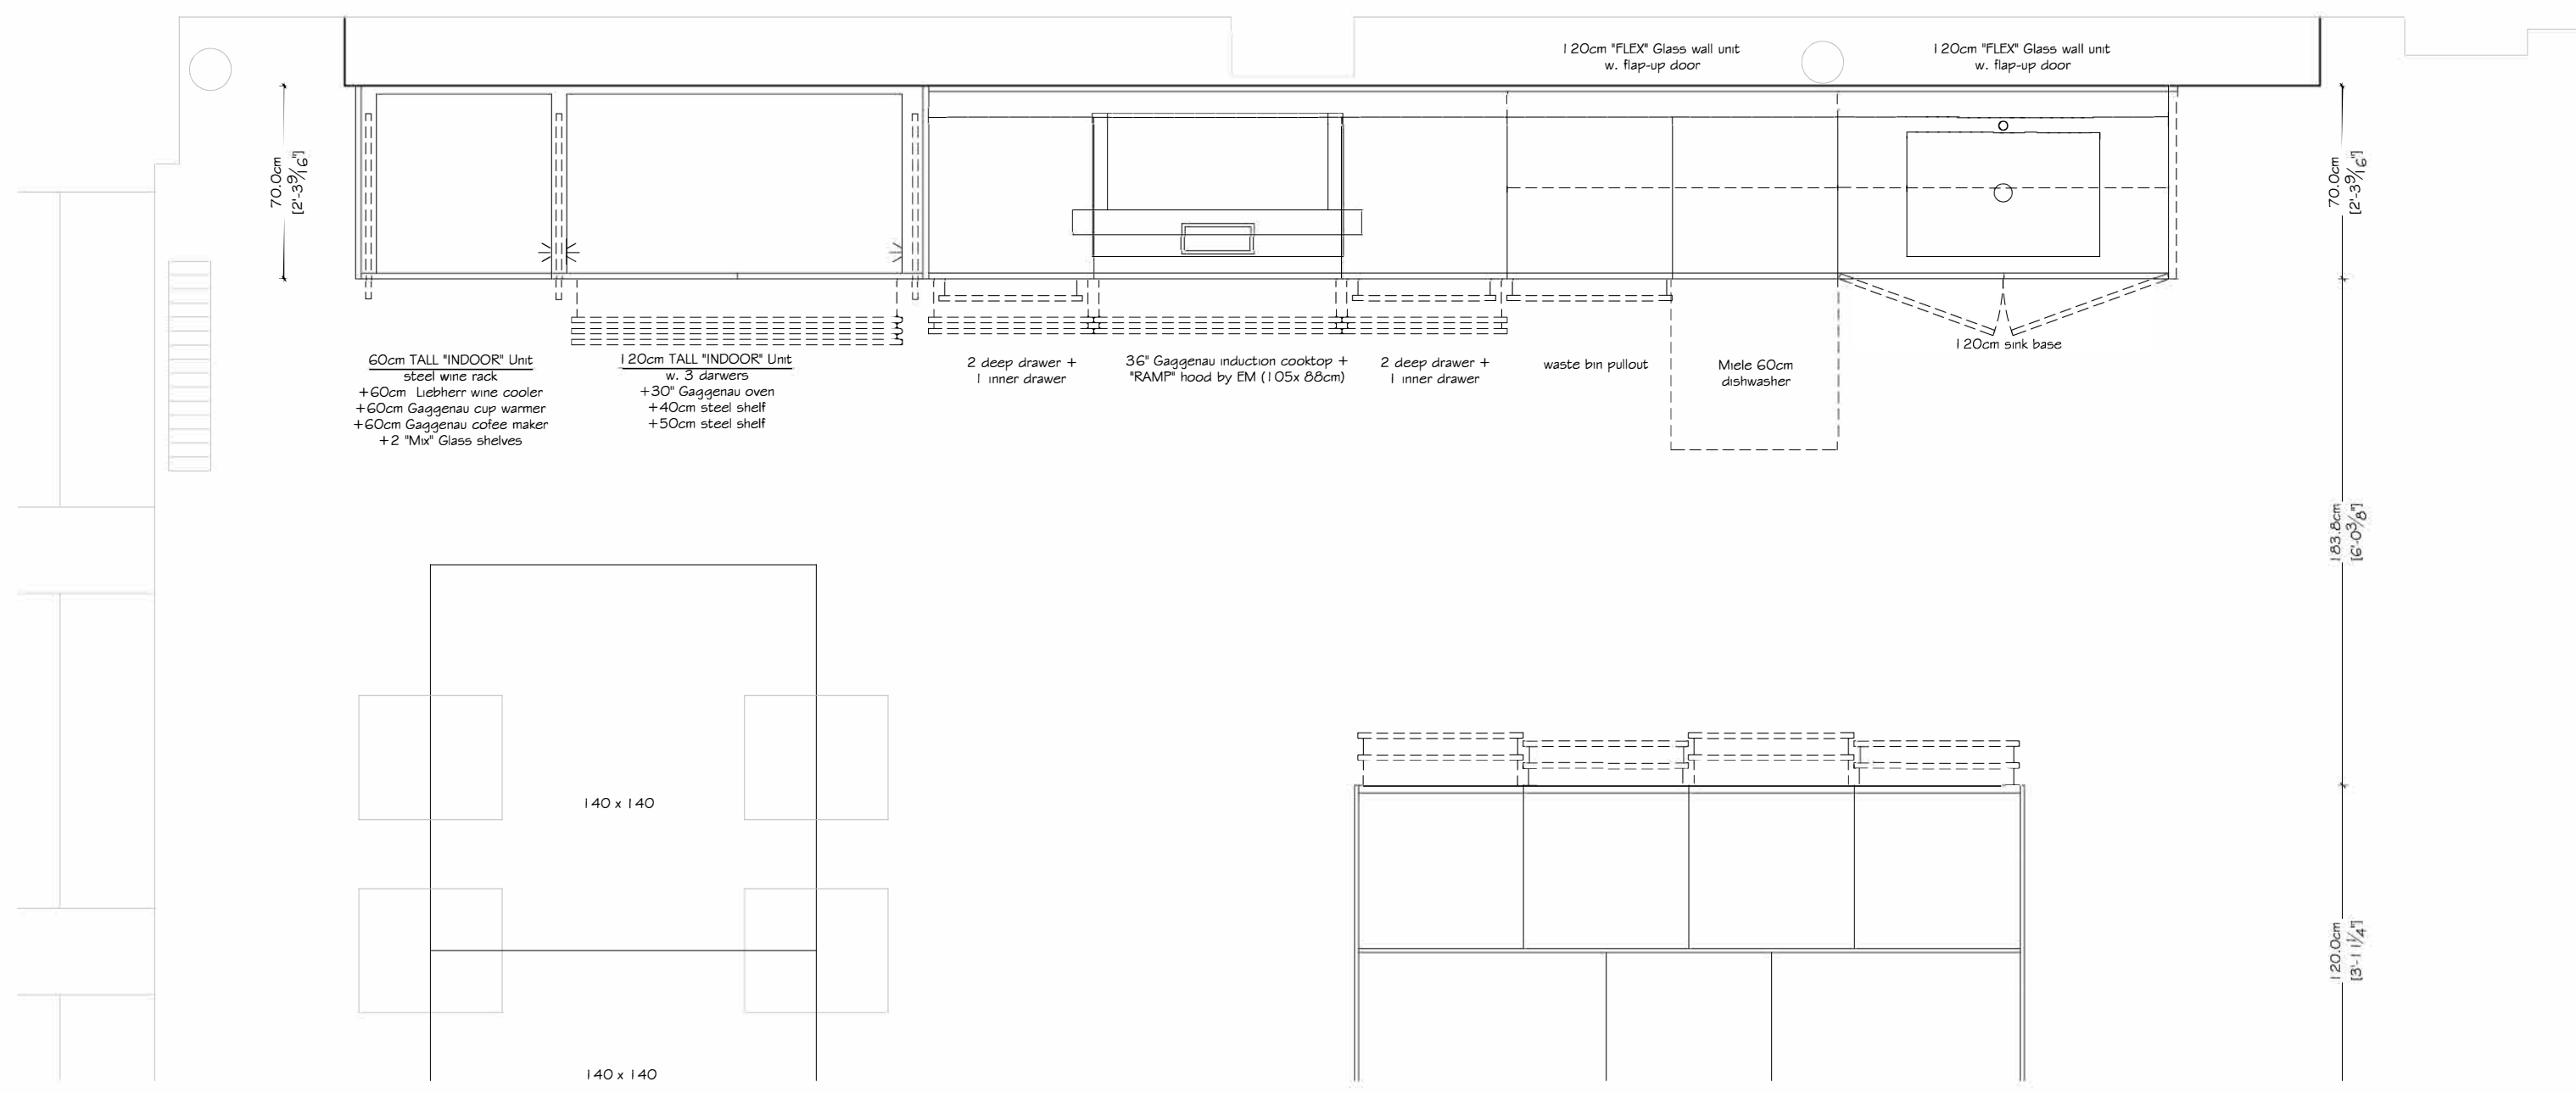 120cm "FLEX" Glass wall unit
w. flap-up door
120cm "FLEX" Glass wall unit
w. flap-up door
70.0cm
[2'-3 9/16"]
70.0cm
[2'-3 9/16"]
60cm TALL "INDOOR" Unit
steel wine rack
+60cm Liebherr wine cooler
+60cm Gaggenau cup warmer
+60cm Gaggenau cofee maker
+2 "Mix" Glass shelves
120cm TALL "INDOOR" Unit
w. 3 darwers
+30" Gaggenau oven
+40cm steel shelf
+50cm steel shelf
2 deep drawer +
1 inner drawer
36" Gaggenau induction cooktop +
"RAMP" hood by EM (105x 88cm)
2 deep drawer +
1 inner drawer
waste bin pullout
Miele 60cm
dishwasher
120cm sink base
183.8cm
[6'-0 3/8"]
140 x 140
120.0cm
[3'-11 1/4"]
140 x 140